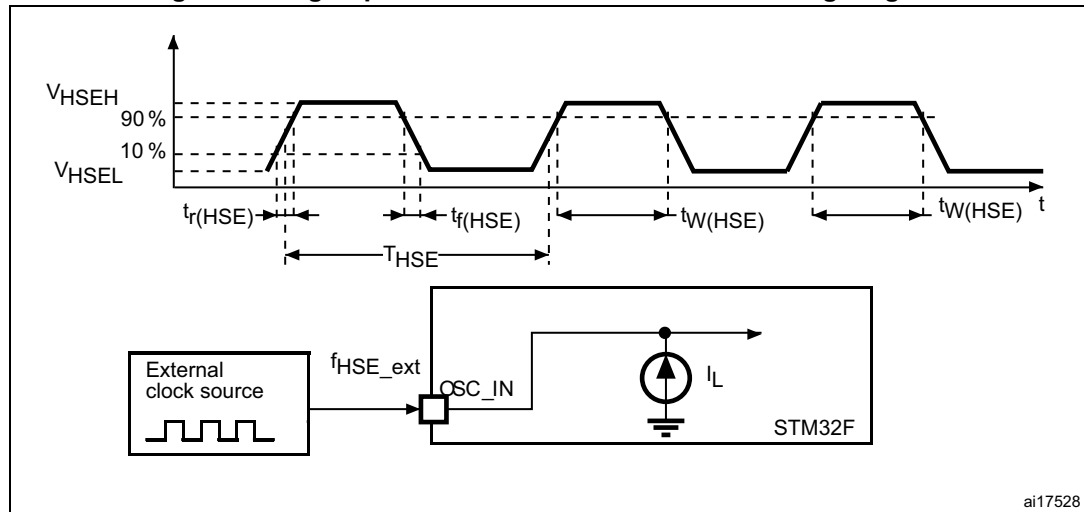 VHSEH
90 %
10 %
VHSEL
tr(HSE)
tf(HSE)
tW(HSE)
tW(HSE)
t
THSE
External
clock source
fHSE_ext
OSC_IN
IL
STM32F
ai17528